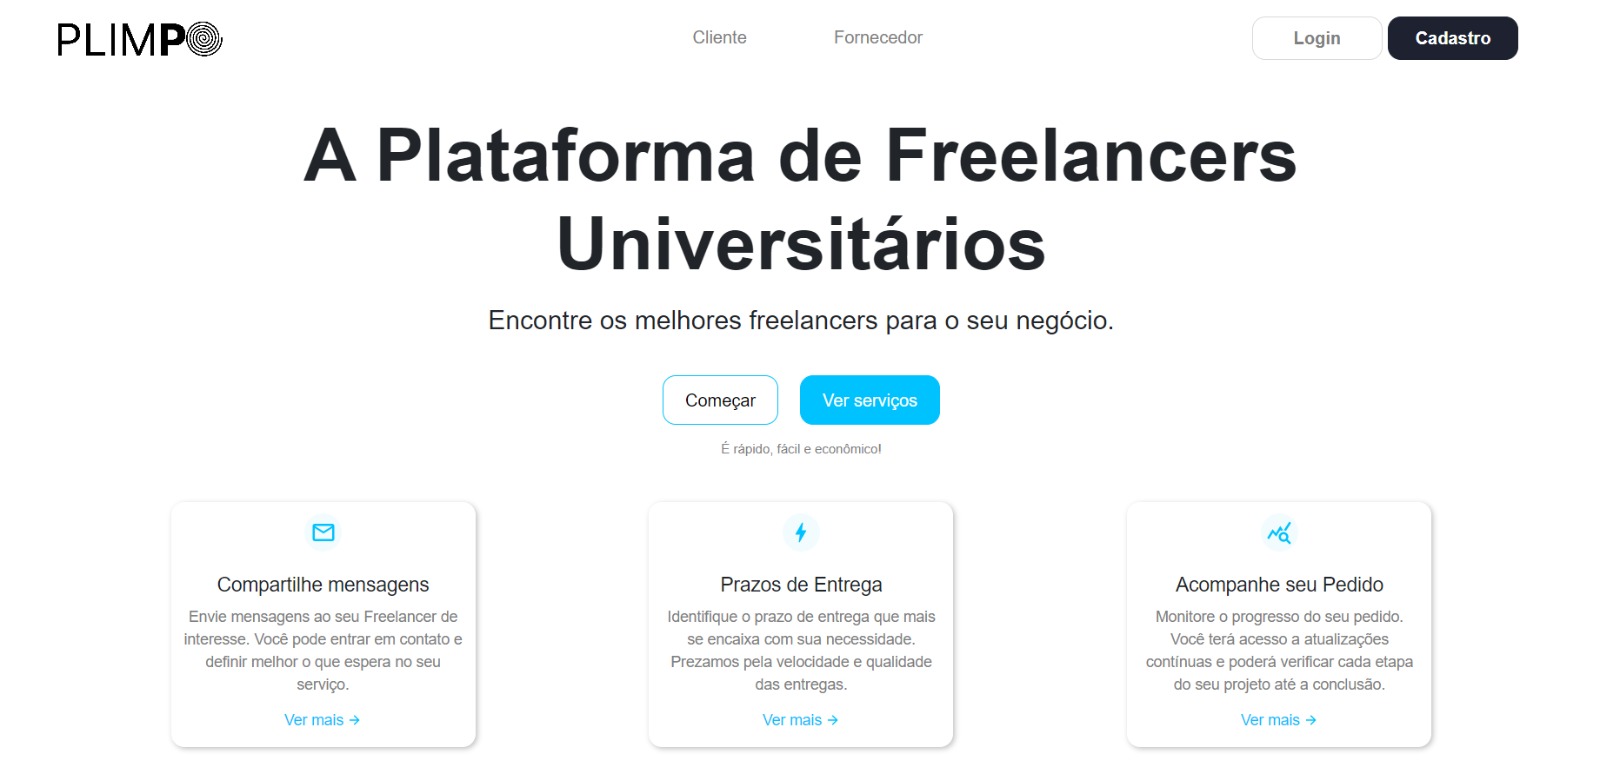 PLIMPO
Cliente
Fornecedor
Login
Cadastro
A Plataforma de Freelancers
Universitários
Encontre os melhores freelancers para o seu negócio.
Começar
Ver serviços
É rápido, fácil e econômico!
Compartilhe mensagens
Envie mensagens ao seu Freelancer de
interesse. Você pode entrar em contato e
definir melhor o que espera no seu
serviço.
Ver mais →
Prazos de Entrega
Identifique o prazo de entrega que mais
se encaixa com sua necessidade.
Prezamos pela velocidade e qualidade
das entregas.
Ver mais →
Acompanhe seu Pedido
Monitore o progresso do seu pedido.
Você terá acesso a atualizações
contínuas e poderá verificar cada etapa
do seu projeto até a conclusão.
Ver mais →